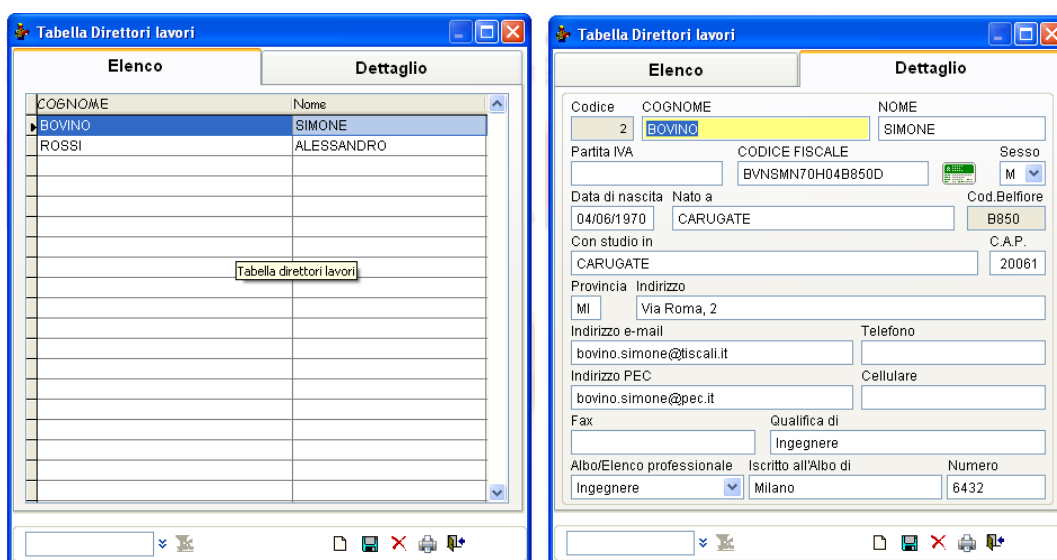 Tabella Direttori lavori
Elenco
Dettaglio
COGNOME
Nome
BOVINO
SIMONE
ROSSI
ALESSANDRO
Tabella direttori lavori
Tabella Direttori lavori
Elenco
Dettaglio
Codice
COGNOME
NOME
2
BOVINO
SIMONE
Partita IVA
CODICE FISCALE
Sesso
BVNSMN70H04B850D
M
Data di nascita
Nato a
Cod.Belfiore
04/06/1970
CARUGATE
B850
Con studio in
C.A.P.
CARUGATE
20061
Provincia
Indirizzo
MI
Via Roma, 2
Indirizzo e-mail
Telefono
bovino.simone@tiscali.it
Indirizzo PEC
Cellulare
bovino.simone@pec.it
Fax
Qualifica di
Ingegnere
Albo/Elenco professionale
Iscritto all'Albo di
Numero
Ingegnere
Milano
6432